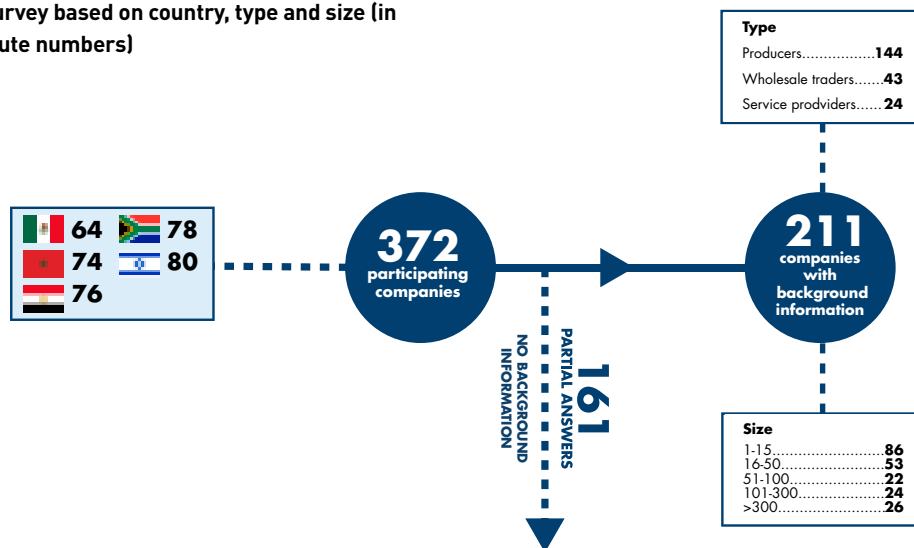 urvey based on country, type and size (in
ute numbers)
Type
Producers.................144
Wholesale traders.......43
Service prodviders......24
64
78
74
80
76
372
participating
companies
211
companies
with
background
information
161
PARTIAL ANSWERS
NO BACKGROUND
INFORMATION
Size
1-15........................86
16-50.......................53
51-100.....................22
101-300...................24
>300........................26